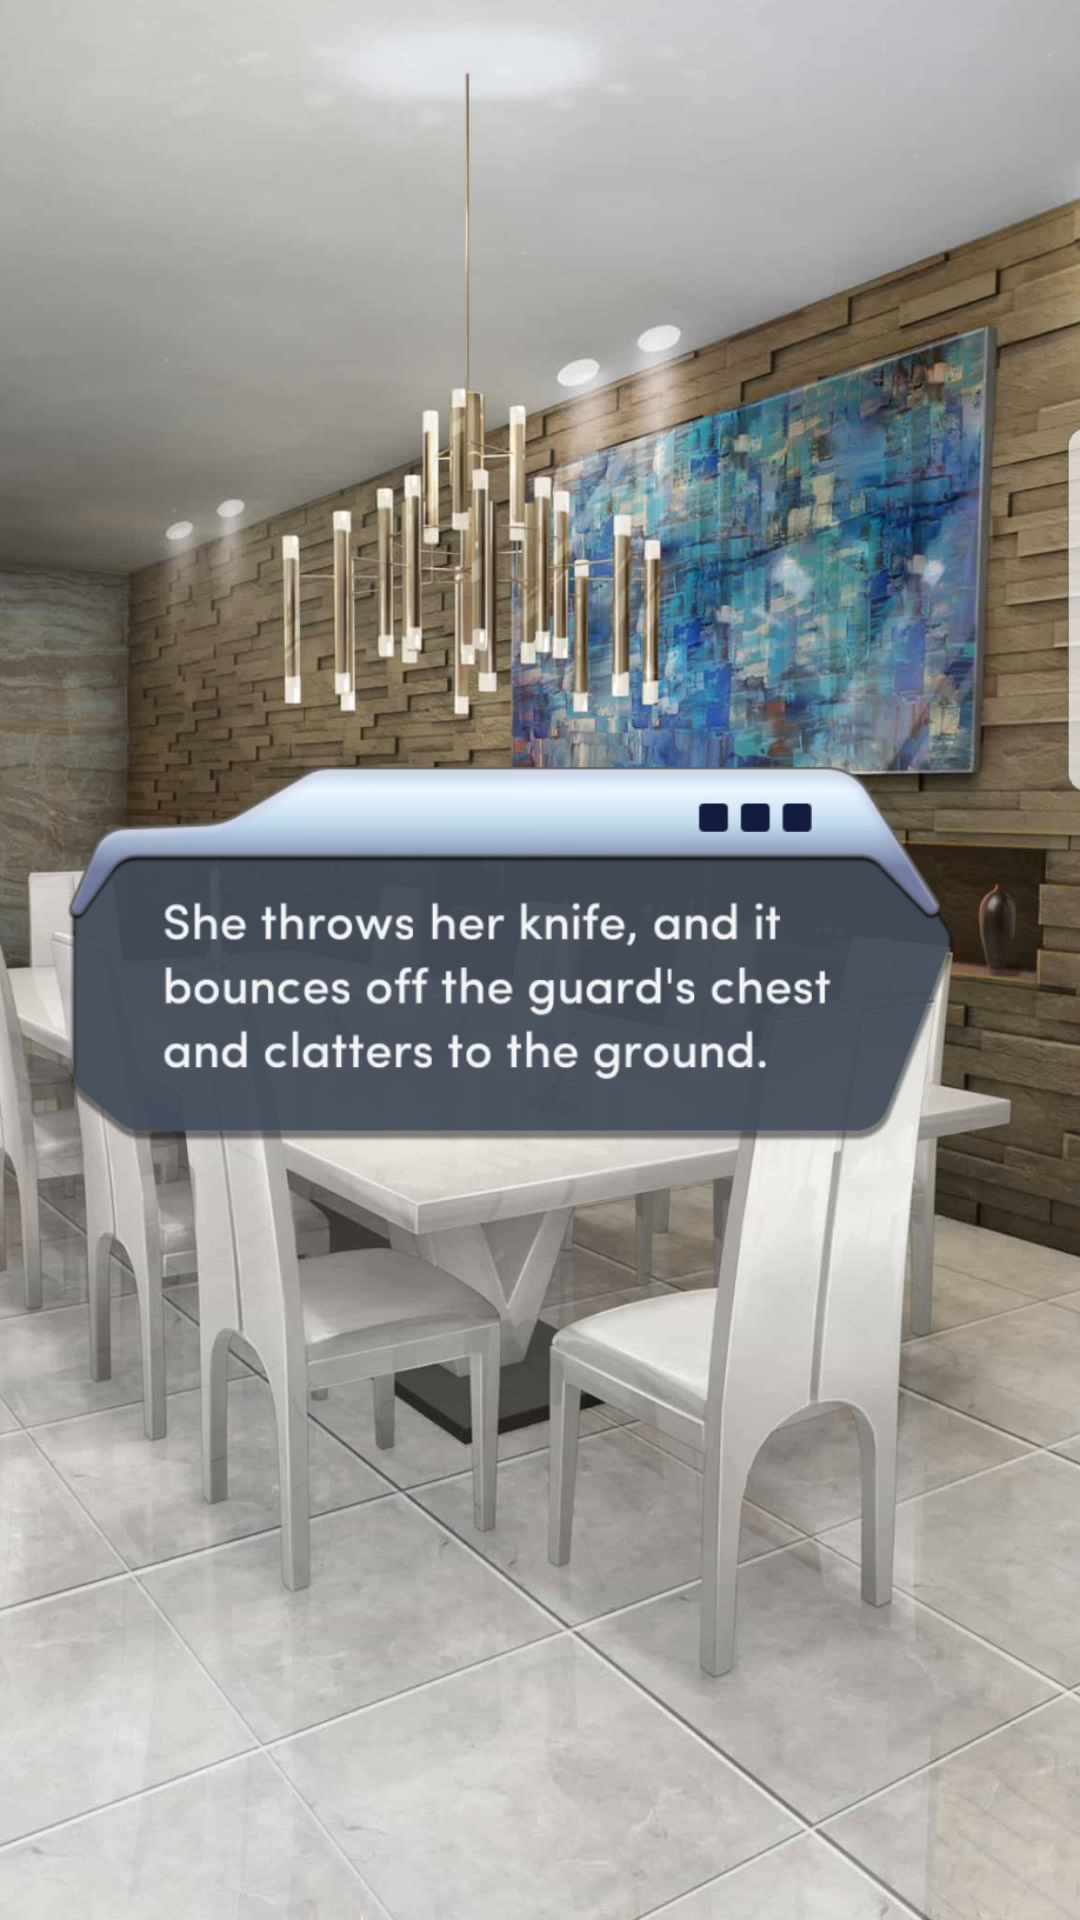 She throws her knife, and it
bounces off the guard's chest
and clatters to the ground.